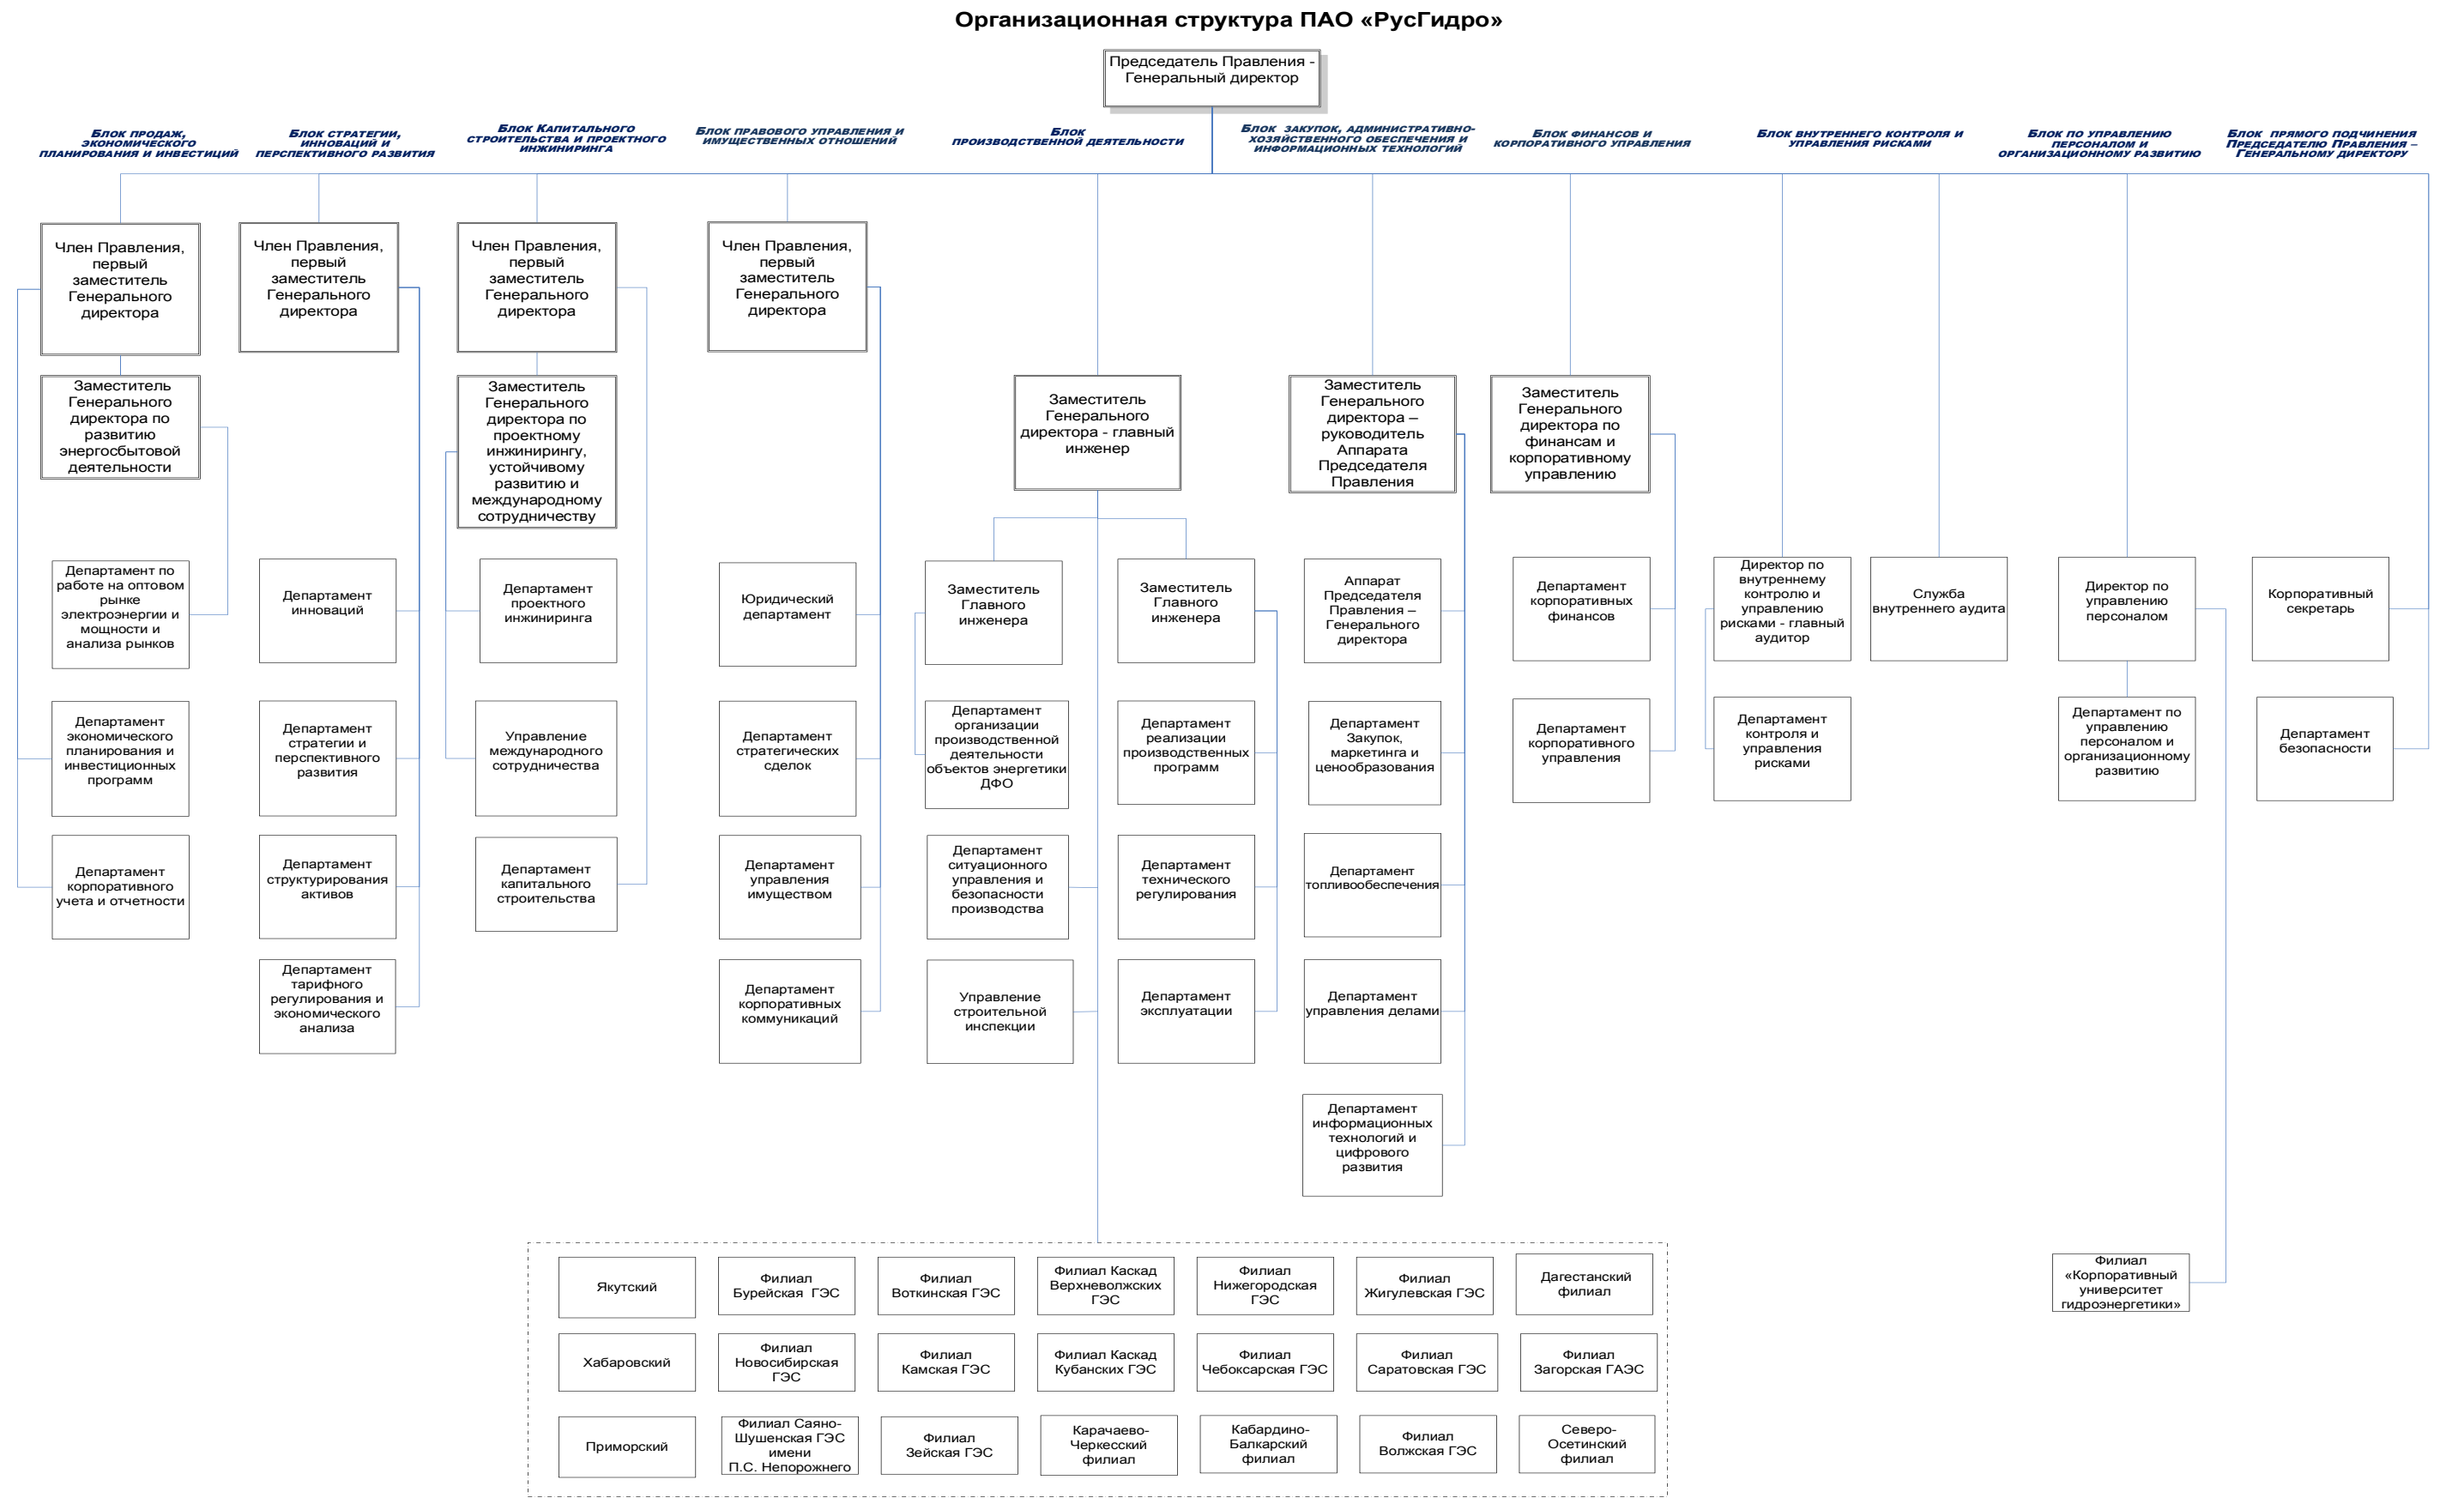 Организационная структура ПАО «РусГидро»
Председатель Правления -
Генеральный директор
Блок продаж,
экономического
планирования и инвестиций
Блок стратегии,
инноваций и
перспективного развития
Блок Капитального
строительства и проектного
инжиниринга
Блок правового управления и
имущественных отношений
Блок
производственной деятельности
Блок закупок, административно-
хозяйственного обеспечения и
информационных технологий
Блок финансов и
корпоративного управления
Блок внутреннего контроля и
управления рисками
Блок по управлению
персоналом и
организационному развитию
Блок прямого подчинения
Председателю Правления –
Генеральному директору
Член Правления,
первый
заместитель
Генерального
директора
Член Правления,
первый
заместитель
Генерального
директора
Член Правления,
первый
заместитель
Генерального
директора
Член Правления,
первый
заместитель
Генерального
директора
Заместитель
Генерального
директора по
развитию
энергосбытовой
деятельности
Заместитель
Генерального
директора по
проектному
инжинирингу,
устойчивому
развитию и
международному
сотрудничеству
Заместитель
Генерального
директора - главный
инженер
Заместитель
Генерального
директора –
руководитель
Аппарата
Председателя
Правления
Заместитель
Генерального
директора по
финансам и
корпоративному
управлению
Департамент по
работе на оптовом
рынке
электроэнергии и
мощности и
анализа рынков
Департамент
инноваций
Департамент
проектного
инжиниринга
Юридический
департамент
Заместитель
Главного
инженера
Заместитель
Главного
инженера
Аппарат
Председателя
Правления –
Генерального
директора
Департамент
корпоративных
финансов
Директор по
внутреннему
контролю и
управлению
рисками - главный
аудитор
Служба
внутреннего аудита
Директор по
управлению
персоналом
Корпоративный
секретарь
Департамент
экономического
планирования и
инвестиционных
программ
Департамент
стратегии и
перспективного
развития
Управление
международного
сотрудничества
Департамент
стратегических
сделок
Департамент
организации
производственной
деятельности
объектов энергетики
ДФО
Департамент
реализации
производственных
программ
Департамент
Закупок,
маркетинга и
ценообразования
Департамент
корпоративного
управления
Департамент
контроля и
управления
рисками
Департамент по
управлению
персоналом и
организационному
развитию
Департамент
безопасности
Департамент
корпоративного
учета и отчетности
Департамент
структурирования
активов
Департамент
капитального
строительства
Департамент
управления
имуществом
Департамент
ситуационного
управления и
безопасности
производства
Департамент
технического
регулирования
Департамент
топливообеспечения
Департамент
тарифного
регулирования и
экономического
анализа
Департамент
корпоративных
коммуникаций
Управление
строительной
инспекции
Департамент
эксплуатации
Департамент
управления делами
Департамент
информационных
технологий и
цифрового
развития
Якутский
Филиал
Бурейская ГЭС
Филиал
Воткинская ГЭС
Филиал Каскад
Верхневолжских
ГЭС
Филиал
Нижегородская
ГЭС
Филиал
Жигулевская ГЭС
Дагестанский
филиал
Филиал
«Корпоративный
университет
гидроэнергетики»
Хабаровский
Филиал
Новосибирская
ГЭС
Филиал
Камская ГЭС
Филиал Каскад
Кубанских ГЭС
Филиал
Чебоксарская ГЭС
Филиал
Саратовская ГЭС
Филиал
Загорская ГАЭС
Приморский
Филиал Саяно-
Шушенская ГЭС
имени
П.С. Непорожнего
Филиал
Зейская ГЭС
Карачаево-
Черкесский
филиал
Кабардино-
Балкарский
филиал
Филиал
Волжская ГЭС
Северо-
Осетинский
филиал